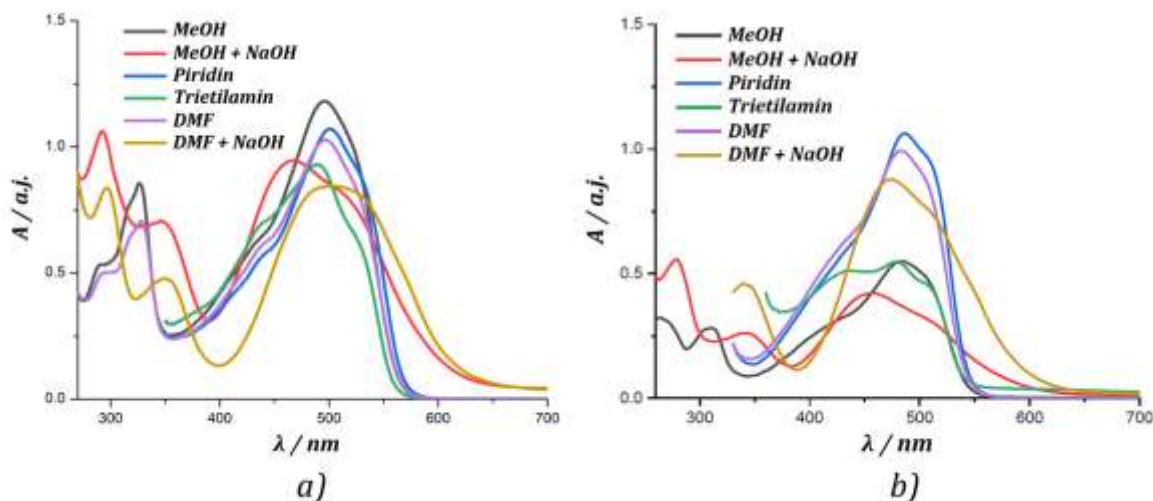 1.5
1.0
0.5
0.0
A / a.j.
MeOH
MeOH + NaOH
Piridin
Trietilamin
DMF
DMF + NaOH
300 400 500 600 700
λ / nm
a)
1.5
1.0
0.5
0.0
A / a.j.
MeOH
MeOH + NaOH
Piridin
Trietilamin
DMF
DMF + NaOH
300 400 500 600 700
λ / nm
b)